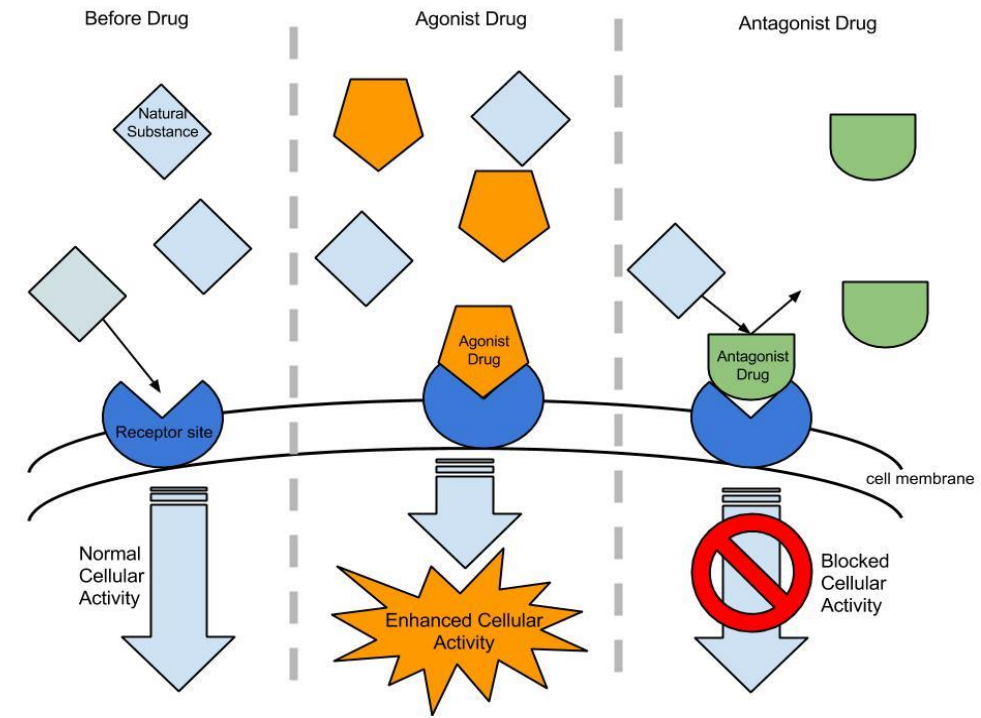 Before Drug
Agonist Drug
Antagonist Drug
Natural
Substance
Receptor site
Normal
Cellular
Activity
Agonist
Drug
Enhanced Cellular
Activity
Antagonist
Drug
cell membrane
Blocked
Cellular
Activity